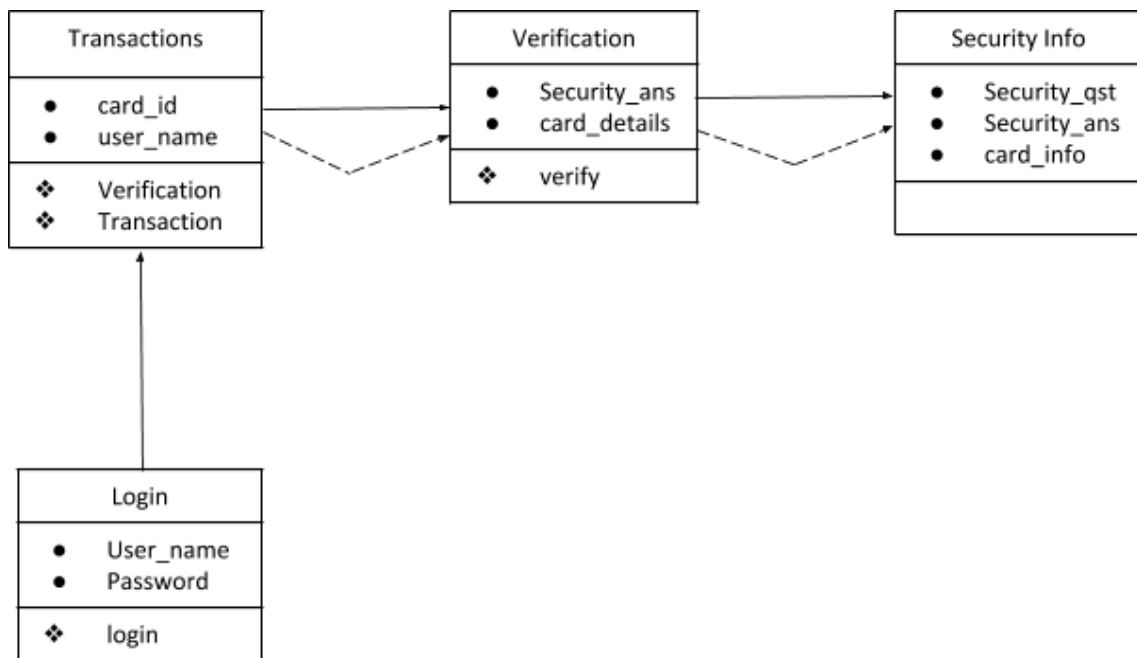 Transactions
card_id
user_name
Verification
Transaction
Verification
Security_ans
card_details
verify
Security Info
Security_qst
Security_ans
card_info
Login
User_name
Password
login